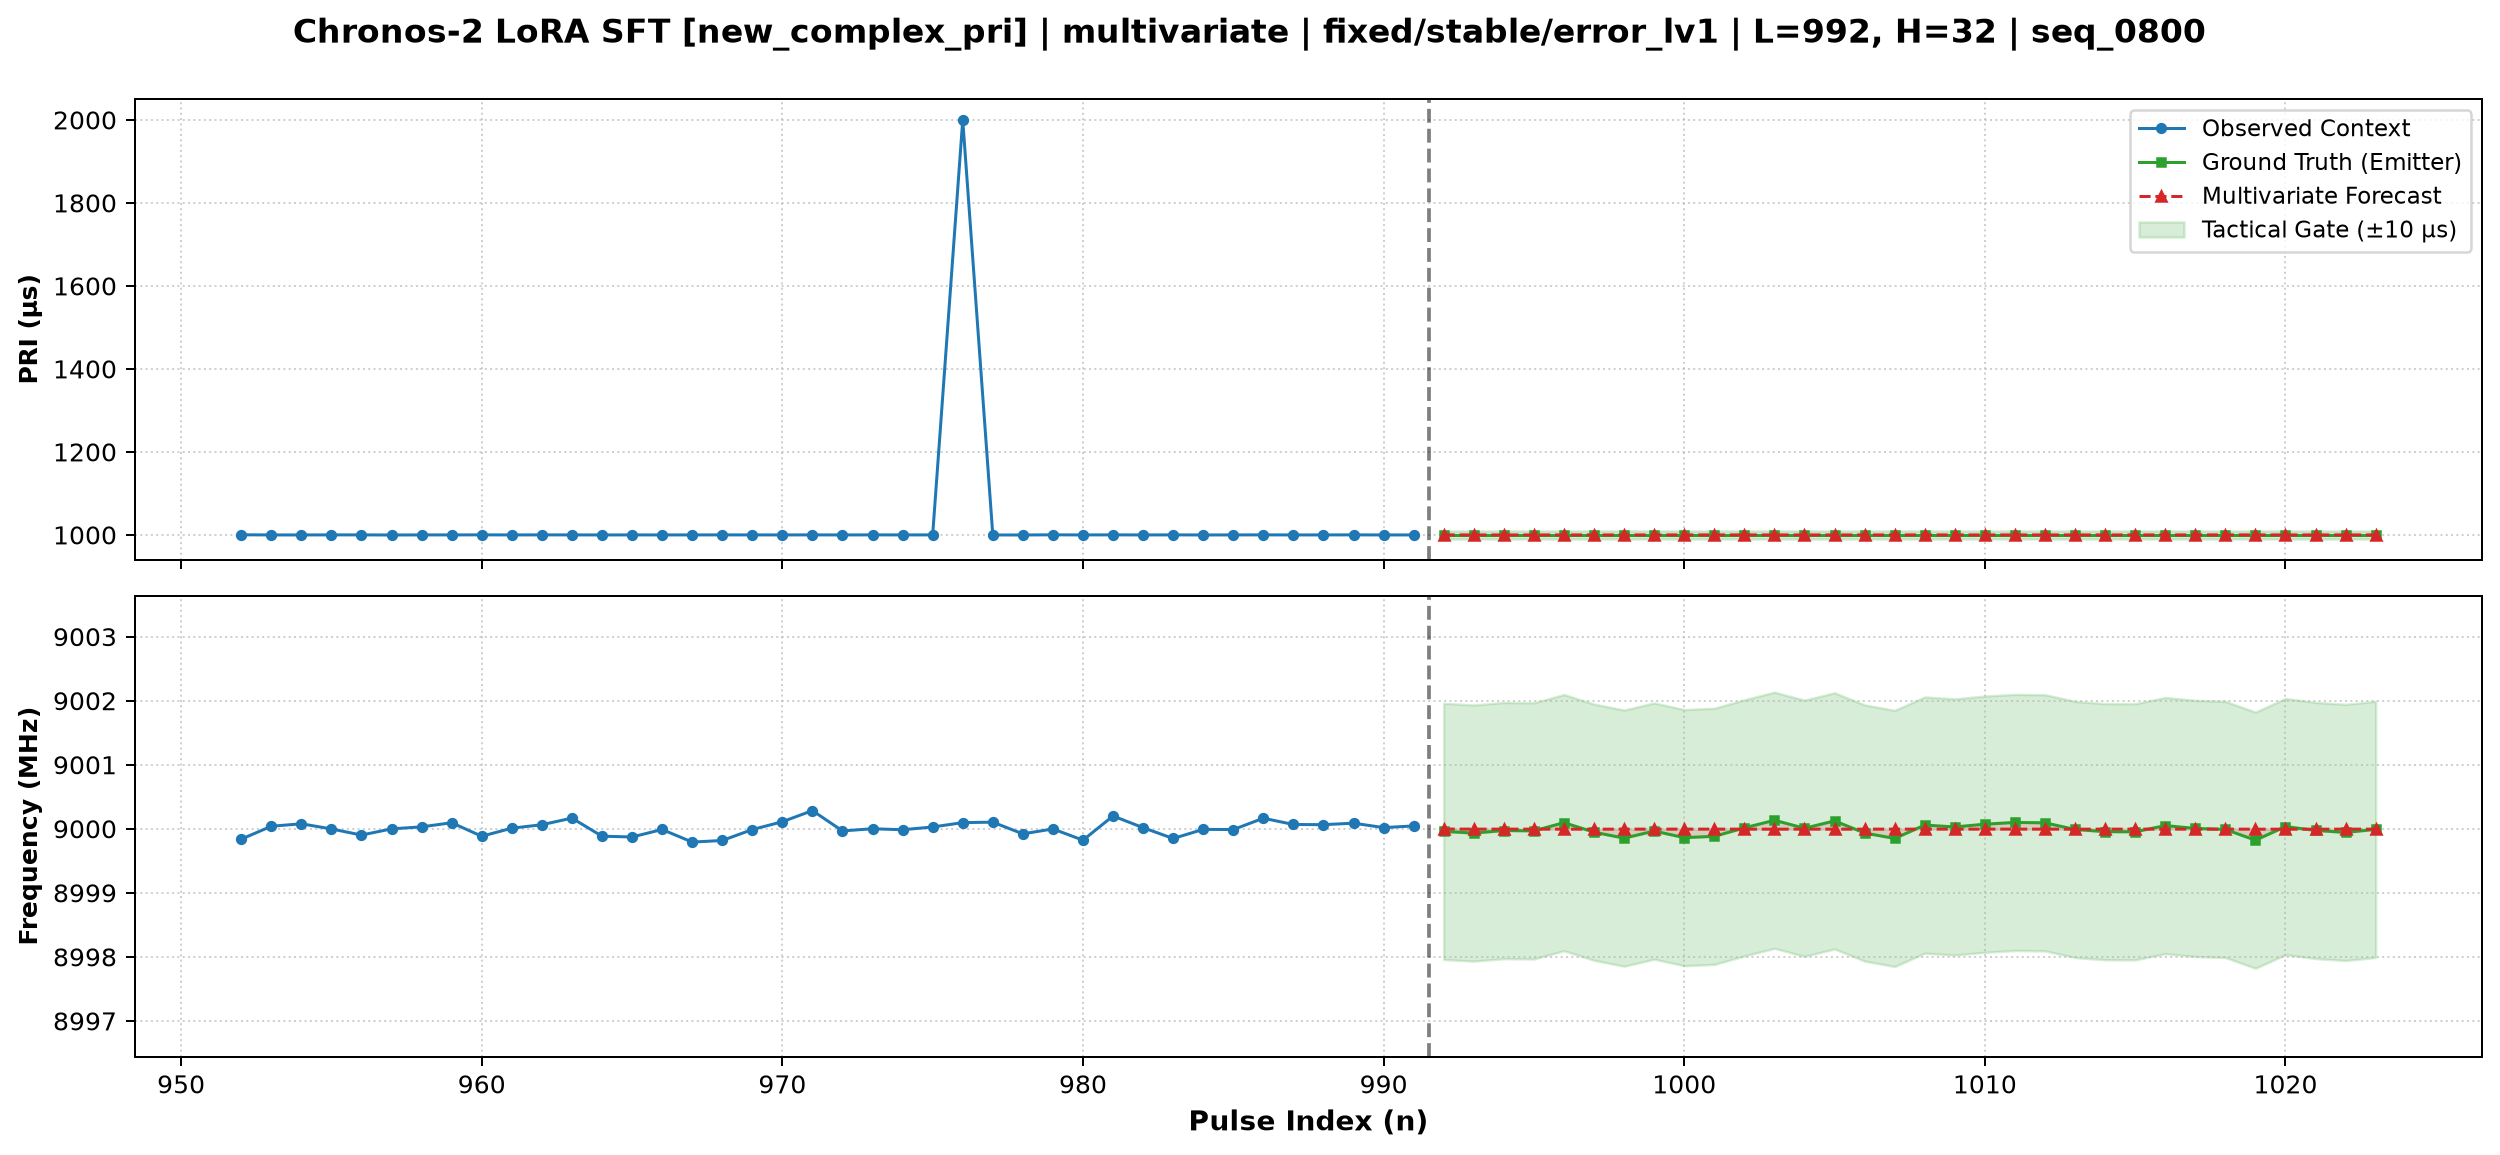 Chronos-2 LoRA SFT [new_complex_pri] | multivariate | fixed/stable/error_lv1 | L=992, H=32 | seq_0800
2000
1800
1600
1400
1200
1000
PRI (µs)
Observed Context
Ground Truth (Emitter)
Multivariate Forecast
Tactical Gate (±10 µs)
9003
9002
9001
9000
8999
8998
8997
Frequency (MHz)
950 960 970 980 990 1000 1010 1020
Pulse Index (n)